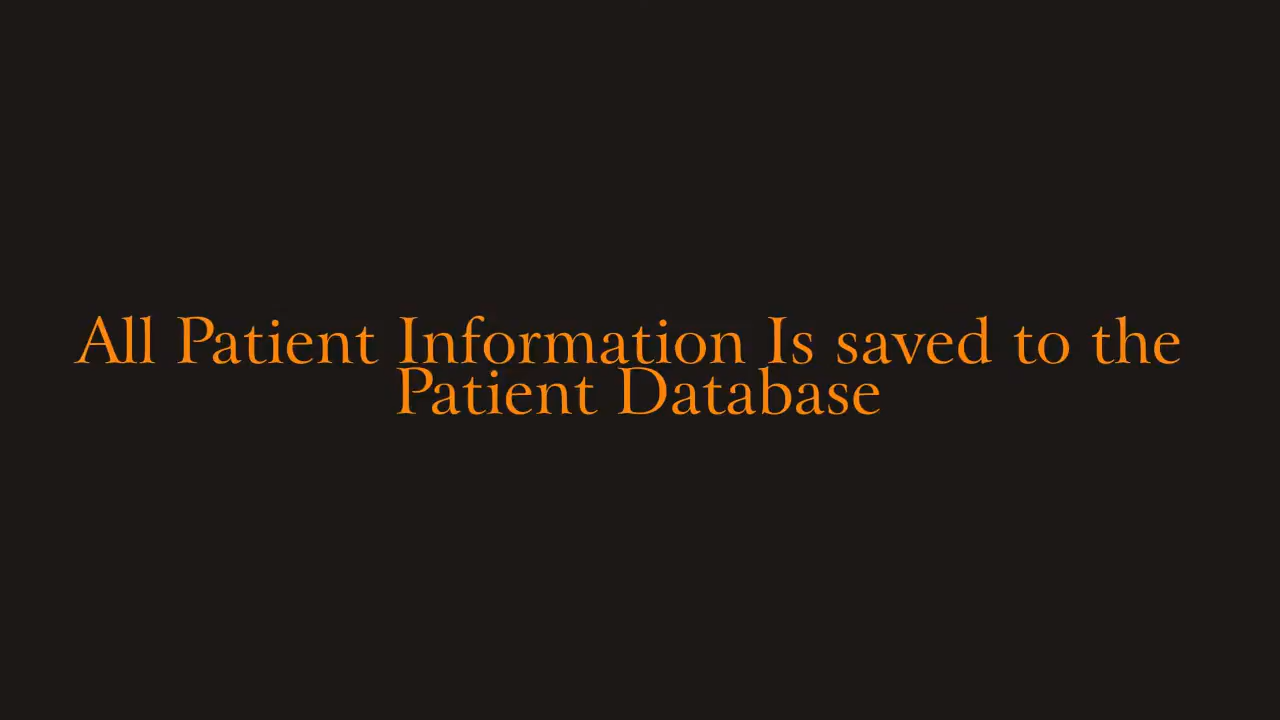 All Patient Information Is saved to the
Patient Database